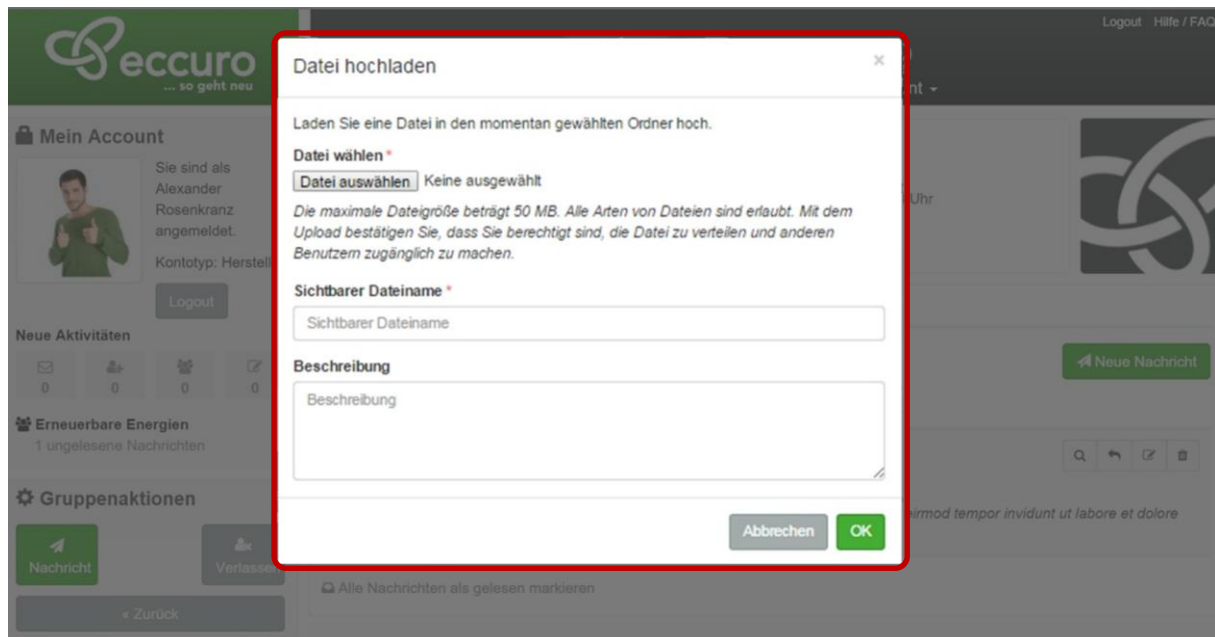 Logout Hilfe / FAQ
eccuro
... so geht neu
nt
Mein Account
Sie sind als
Alexander
Rosenkranz
angemeldet.
Kontotyp: Herstell
Logout
Neue Aktivitäten
0 0 0 0
Erneuerbare Energien
1 ungelesene Nachrichten
Gruppenaktionen
Nachricht
Verlassen
« Zurück
Datei hochladen
×
Laden Sie eine Datei in den momentan gewählten Ordner hoch.
Datei wählen *
Datei auswählen Keine ausgewählt
Die maximale Dateigröße beträgt 50 MB. Alle Arten von Dateien sind erlaubt. Mit dem
Upload bestätigen Sie, dass Sie berechtigt sind, die Datei zu verteilen und anderen
Benutzern zugänglich zu machen.
Sichtbarer Dateiname *
Sichtbarer Dateiname
Beschreibung
Beschreibung
Abbrechen OK
Uhr
Neue Nachricht
eirmod tempor invidunt ut labore et dolore
Alle Nachrichten als gelesen markieren